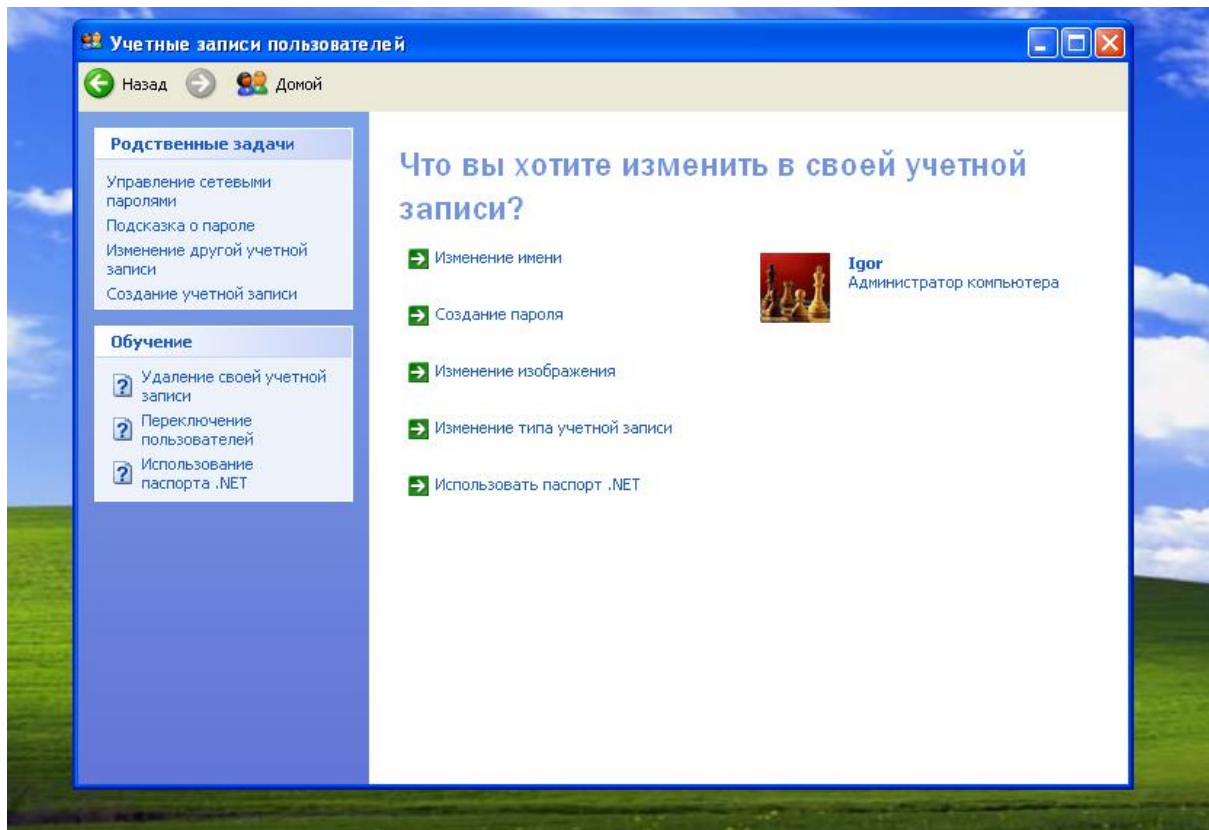 Учетные записи пользователей
Назад
Домой
Родственные задачи
Управление сетевыми
паролями
Подсказка о пароле
Изменение другой учетной
записи
Создание учетной записи
Обучение
Удаление своей учетной
записи
Переключение
пользователей
Использование
паспорта .NET
Что вы хотите изменить в своей учетной
записи?
Изменение имени
Создание пароля
Изменение изображения
Изменение типа учетной записи
Использовать паспорт .NET
Igor
Администратор компьютера